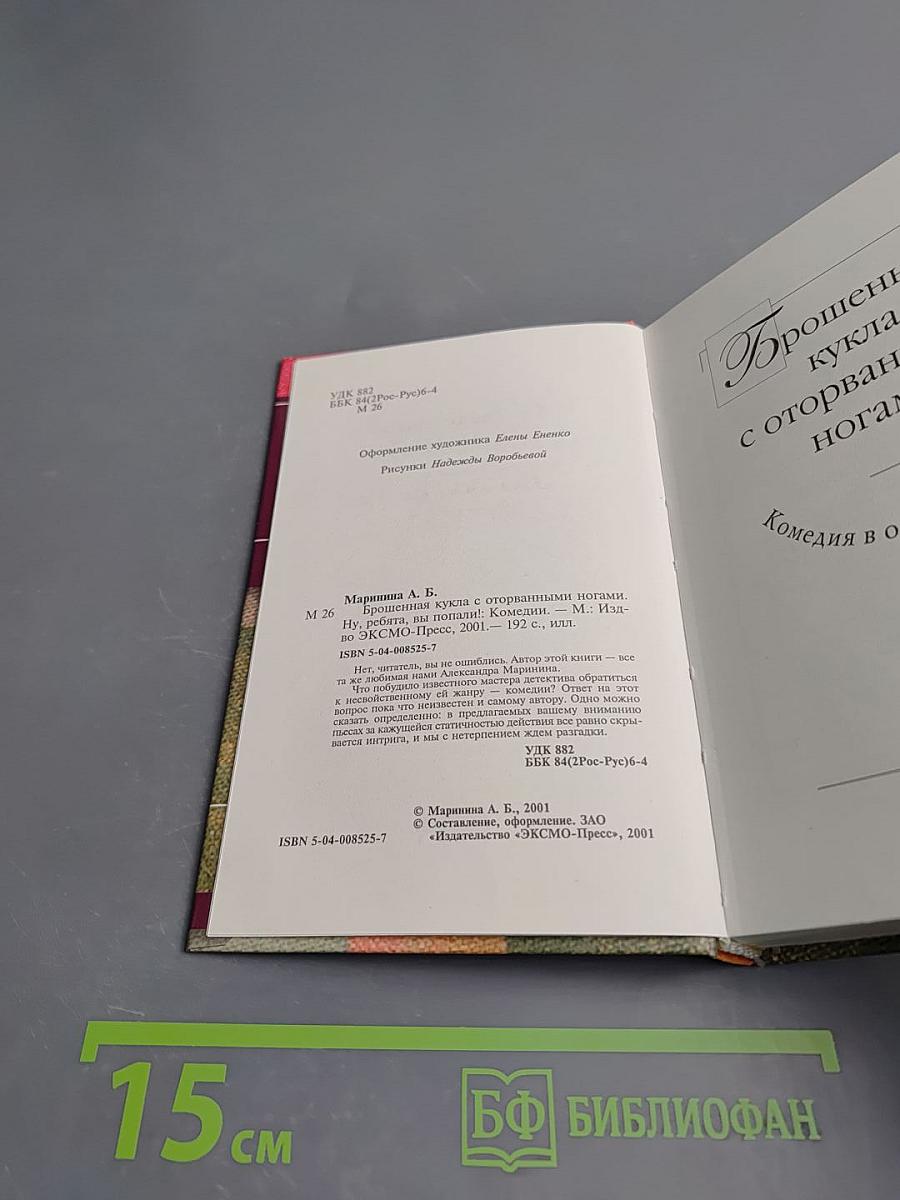 УДК 882
ББК 84(2Рос-Рус)6-4
М 26
Оформление художника Елены Ененко
Рисунки Надежды Воробьевой
Маринина А. Б.
М 26 Брошенная кукла с оторванными ногами.
Ну, ребята, вы попали!: Комедии. — М.: Изд-
во ЭКСМО-Пресс, 2001.— 192 с., илл.
ISBN 5-04-008525-7
Нет, читатель, вы не ошиблись. Автор этой книги — все
та же любимая нами Александра Маринина.
Что побудило известного мастера детектива обратиться
к несвойственному ей жанру — комедии? Ответ на этот
вопрос пока что неизвестен и самому автору. Одно можно
сказать определенно: в предлагаемых вашему вниманию
пьесах за кажущейся статичностью действия все равно скры-
вается интрига, и мы с нетерпением ждем разгадки.
УДК 882
ББК 84(2Рос-Рус)6-4
© Маринина А. Б., 2001
© Составление, оформление. ЗАО
ISBN 5-04-008525-7 «Издательство «ЭКСМО-Пресс», 2001
Брошен
кукла
с оторван
ногам
Комедия в
15 см
БФ БИБЛИОФАН